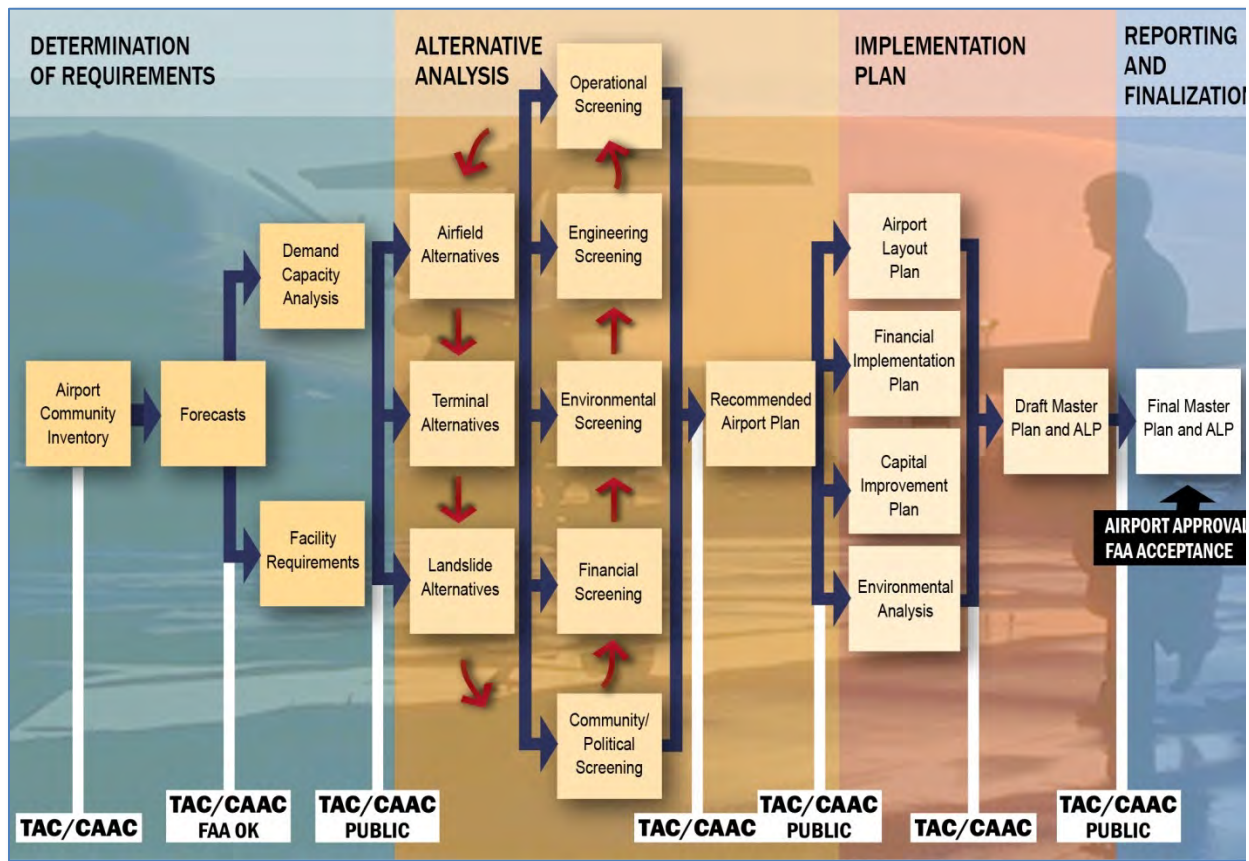 DETERMINATION
OF REQUIREMENTS
ALTERNATIVE
ANALYSIS
IMPLEMENTATION
PLAN
REPORTING
AND
FINALIZATION
Airport
Community
Inventory
Forecasts
Demand
Capacity
Analysis
Facility
Requirements
Airfield
Alternatives
Terminal
Alternatives
Landslide
Alternatives
Operational
Screening
Engineering
Screening
Environmental
Screening
Financial
Screening
Community/
Political
Screening
Recommended
Airport Plan
Airport
Layout
Plan
Financial
Implementation
Plan
Capital
Improvement
Plan
Environmental
Analysis
Draft Master
Plan and ALP
Final Master
Plan and ALP
AIRPORT APPROVAL
FAA ACCEPTANCE
TAC/CAAC
TAC/CAAC
FAA OK
TAC/CAAC
PUBLIC
TAC/CAAC
TAC/CAAC
PUBLIC
TAC/CAAC
TAC/CAAC
PUBLIC